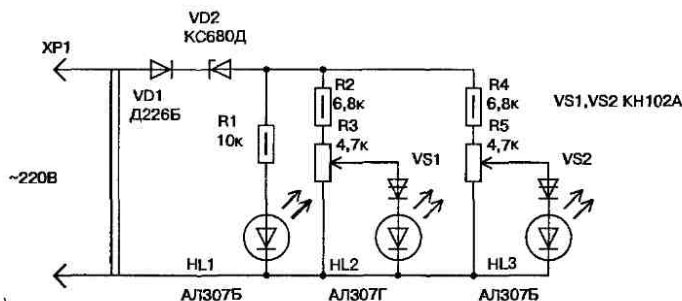 VD2
КС680Д
XP1
VD1
Д226Б
R1
10к
R2
6,8к
R3
4,7к
R4
6,8к
R5
4,7к
VS1,VS2 КН102А
VS1
VS2
~220В
HL1
HL2
HL3
АЛ307Б
АЛ307Г
АЛ307Б